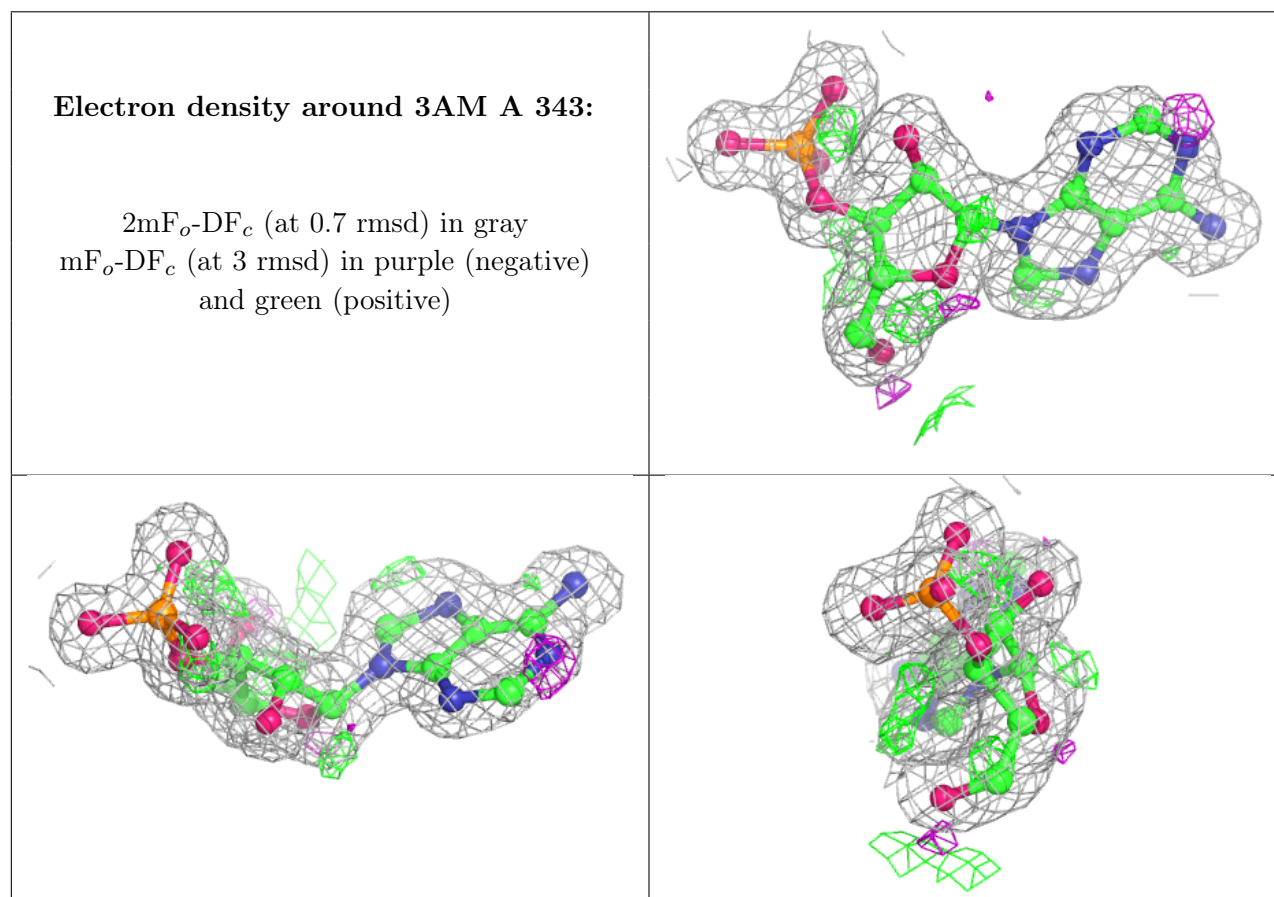 Electron density around 3AM A 343:
2mFo-DFc (at 0.7 rmsd) in gray
mFo-DFc (at 3 rmsd) in purple (negative)
and green (positive)